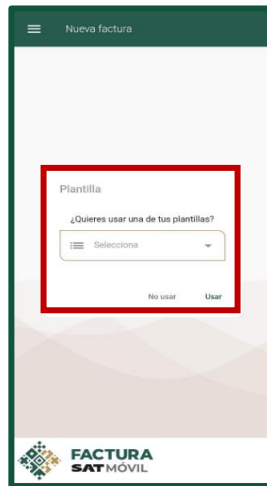 Nueva factura
Plantilla
¿Quieres usar una de tus plantillas?
Selecciona
No usar Usar
FACTURA
SAT MÓVIL